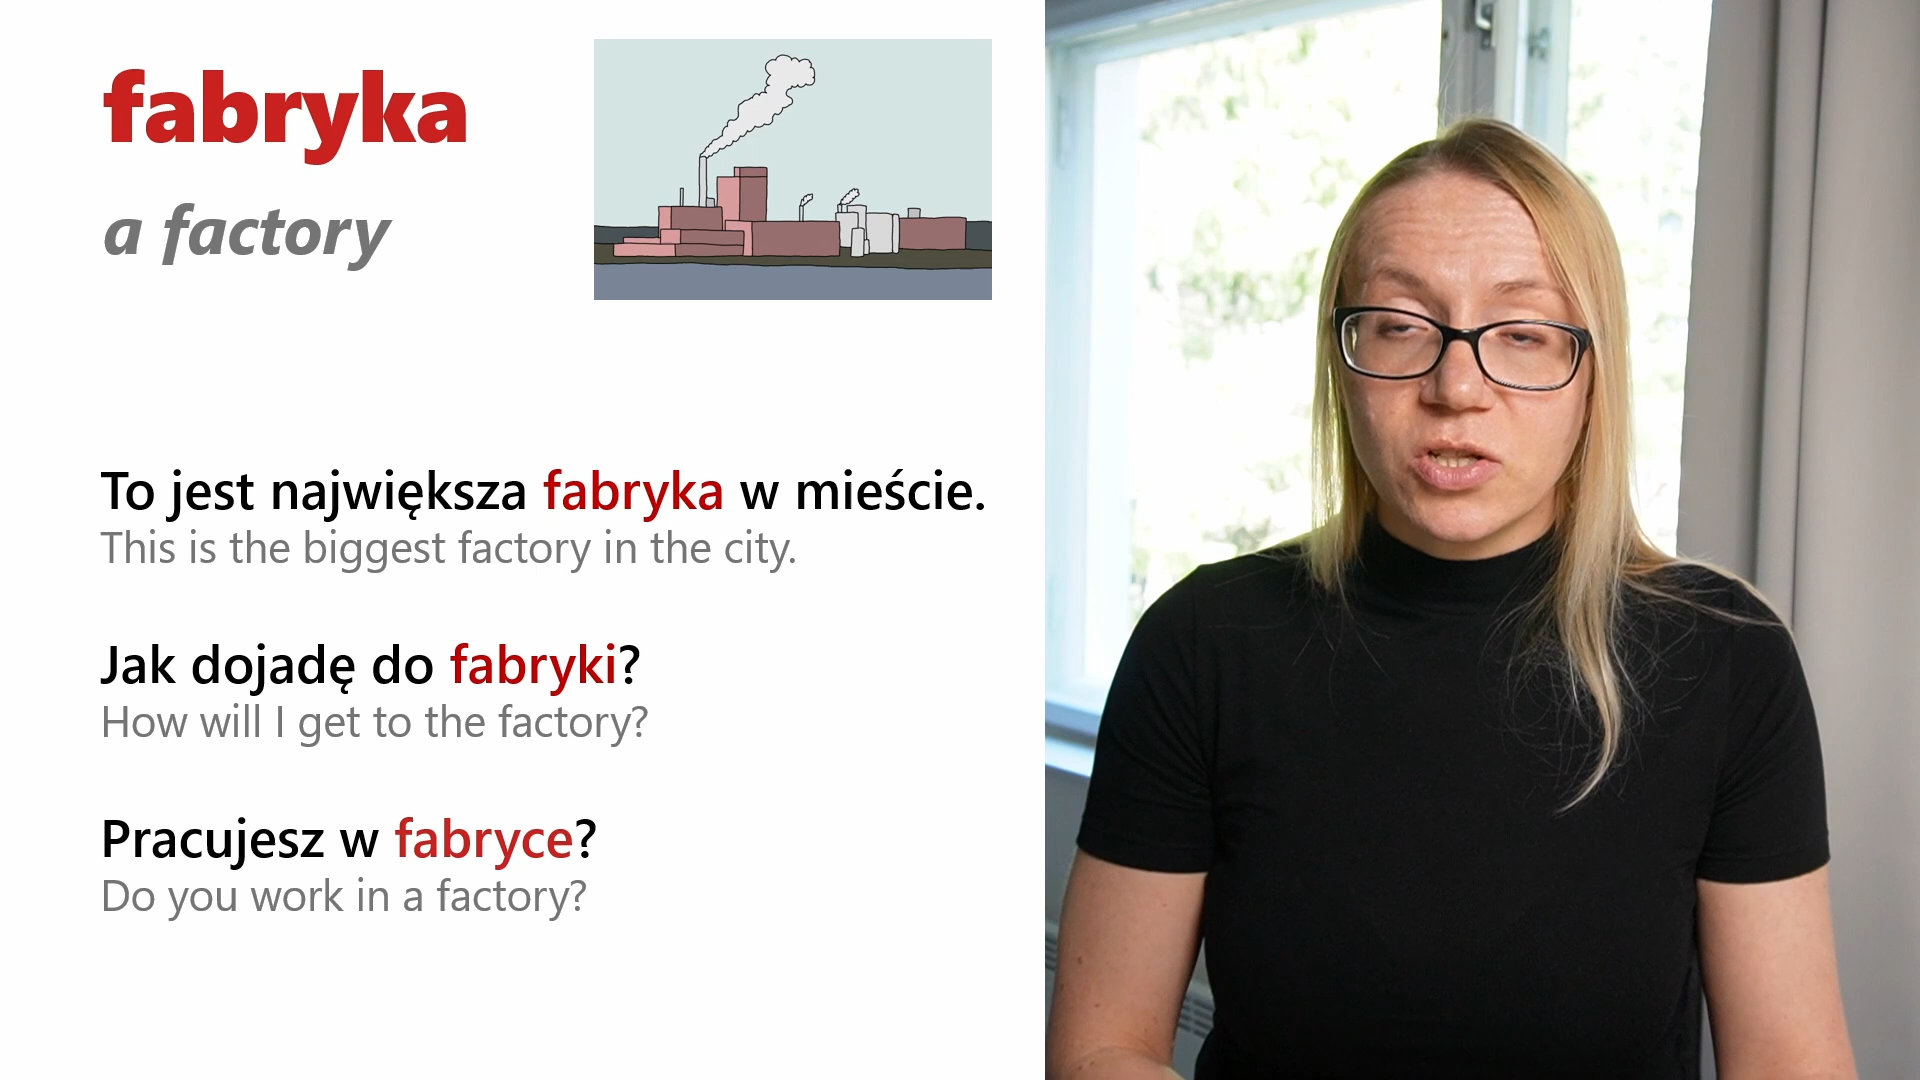 fabryka
a factory
To jest największa fabryka w mieście.
This is the biggest factory in the city.
Jak dojadę do fabryki?
How will I get to the factory?
Pracujesz w fabryce?
Do you work in a factory?